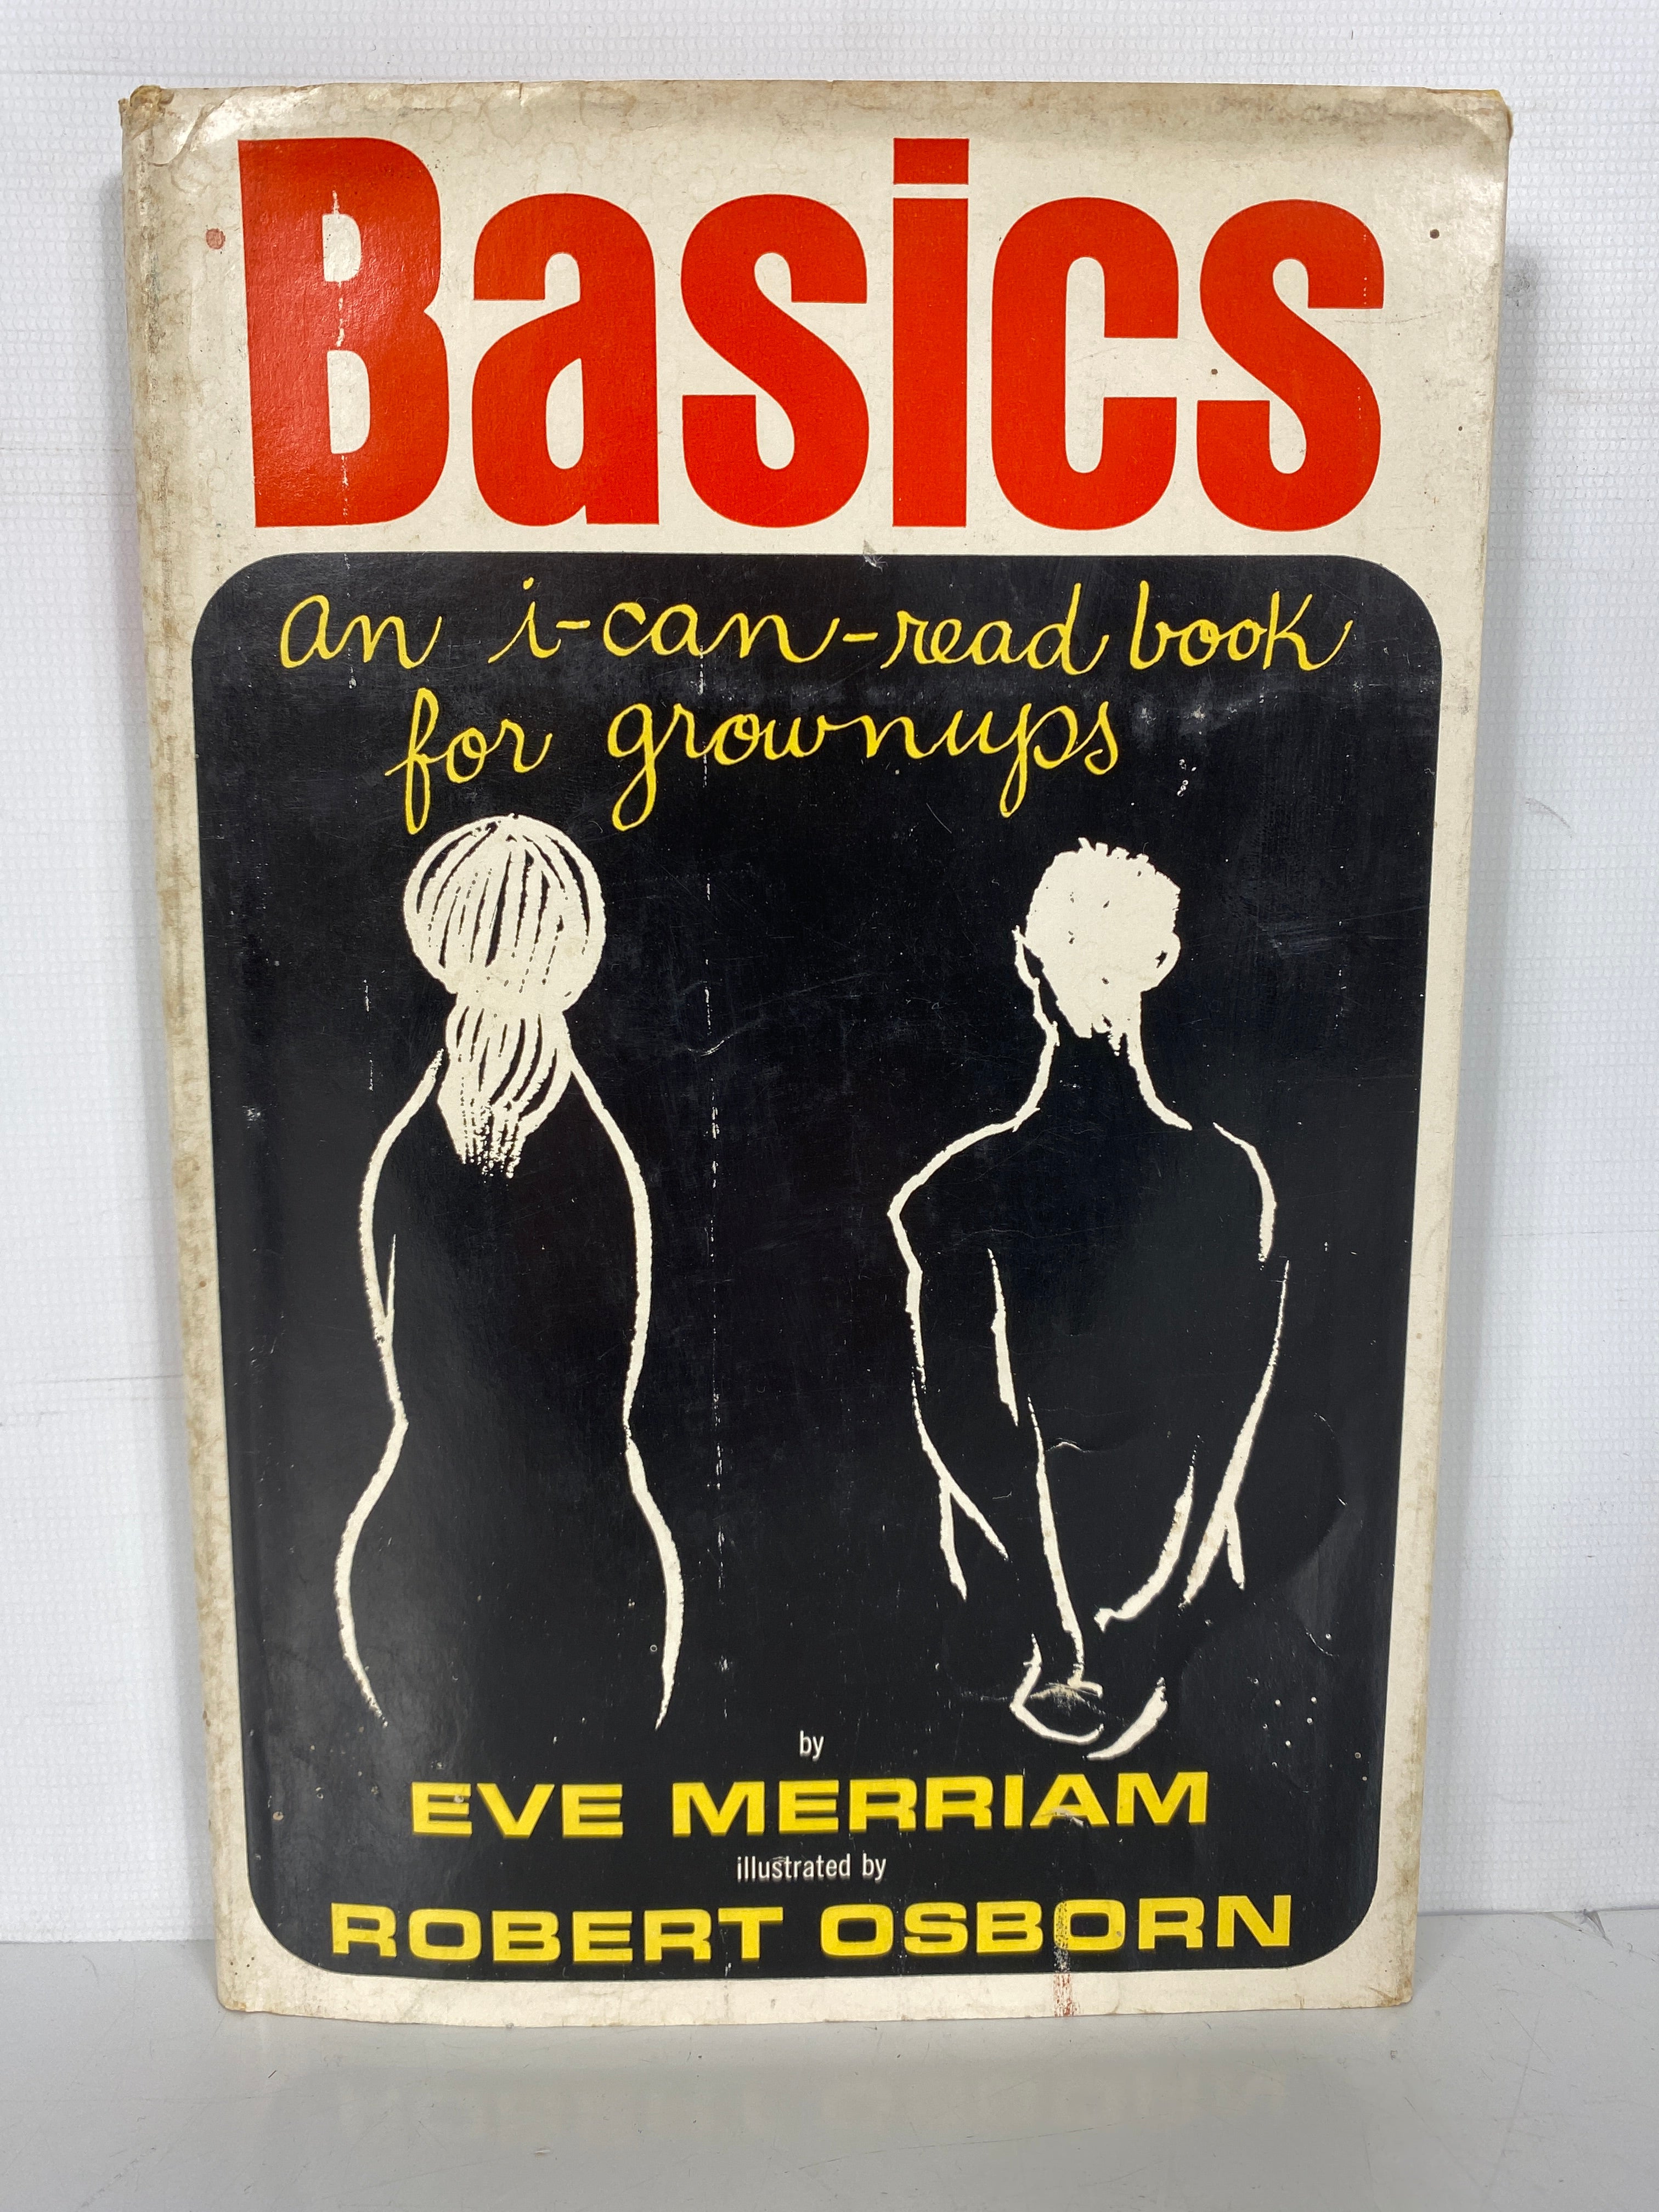 Basics
an i-can-read book
for grownups
by
EVE MERRIAM
illustrated by
ROBERT OSBORN